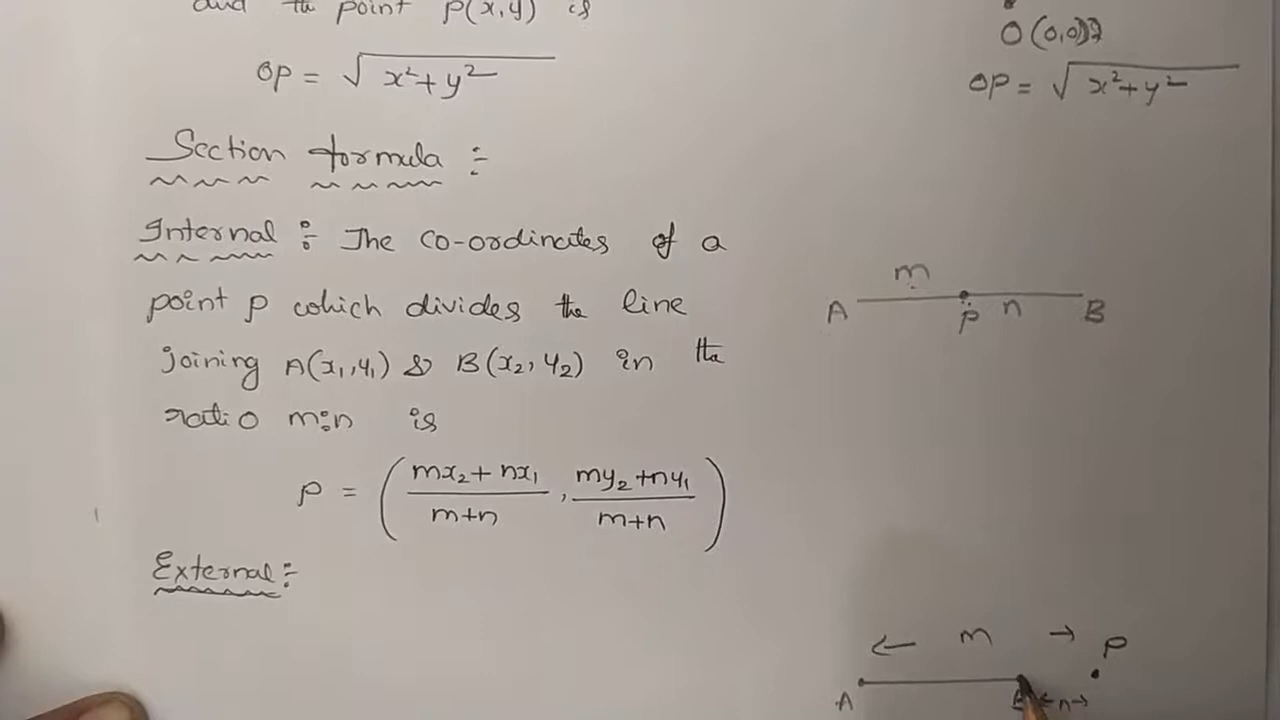 and the point P(x,y) is
OP = √x²+y²
O(0,0)
OP = √x²+y²
Section formula :-
Internal :- The co-ordinates of a
point P which divides the line
joining A(x₁,y₁) & B(x₂,y₂) in the
ratio m:n is
P = ( mx₂+nx₁ / m+n , my₂+ny₁ / m+n )
External :-
m
A P n B
← m → P
A B ←n→